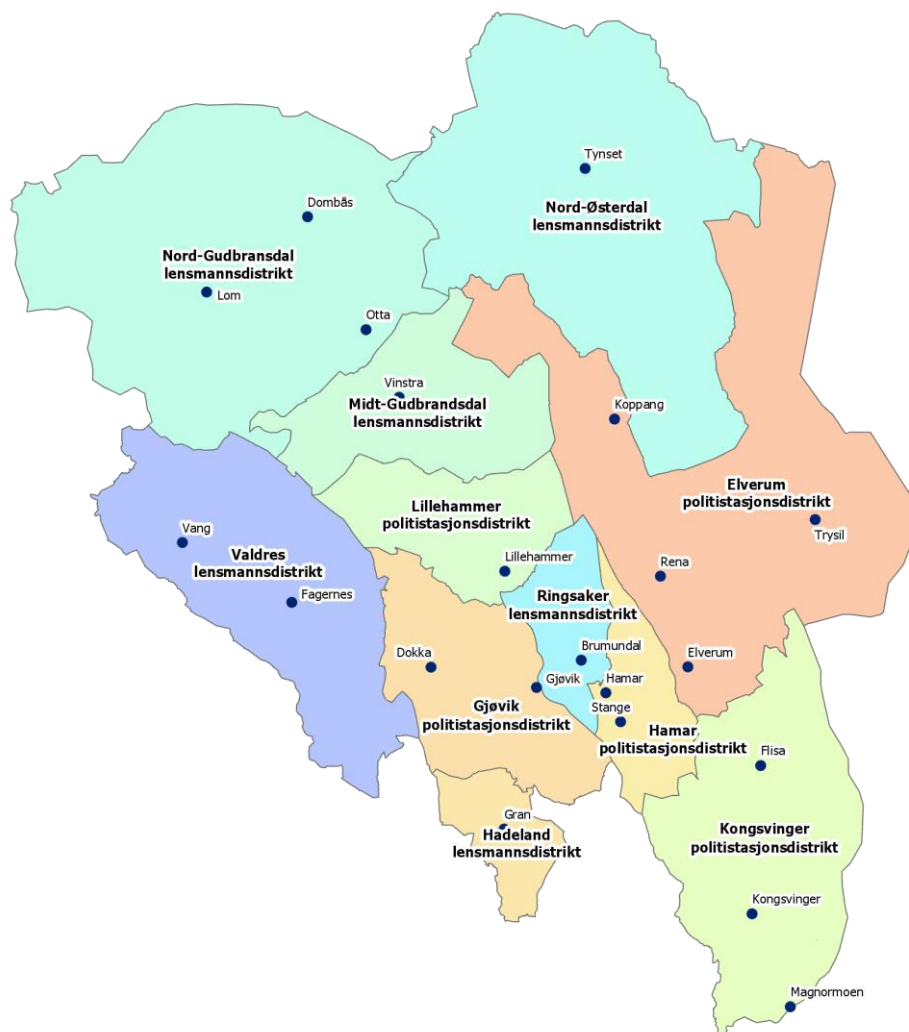 Tynset
Dombås
Nord-Østerdal
lensmannsdistrikt
Nord-Gudbransdal
lensmannsdistrikt
Lom
Otta
Vinstra
Midt-Gudbrandsdal
lensmannsdistrikt
Koppang
Elverum
politistasjonsdistrikt
Trysil
Lillehammer
politistasjonsdistrikt
Vang
Valdres
lensmannsdistrikt
Lillehammer
Rena
Fagernes
Ringsaker
lensmannsdistrikt
Dokka
Brumundal
Elverum
Gjøvik
Hamar
Gjøvik
politistasjonsdistrikt
Stange
Hamar
politistasjonsdistrikt
Flisa
Gran
Hadeland
lensmannsdistrikt
Kongsvinger
politistasjonsdistrikt
Kongsvinger
Magnormoen